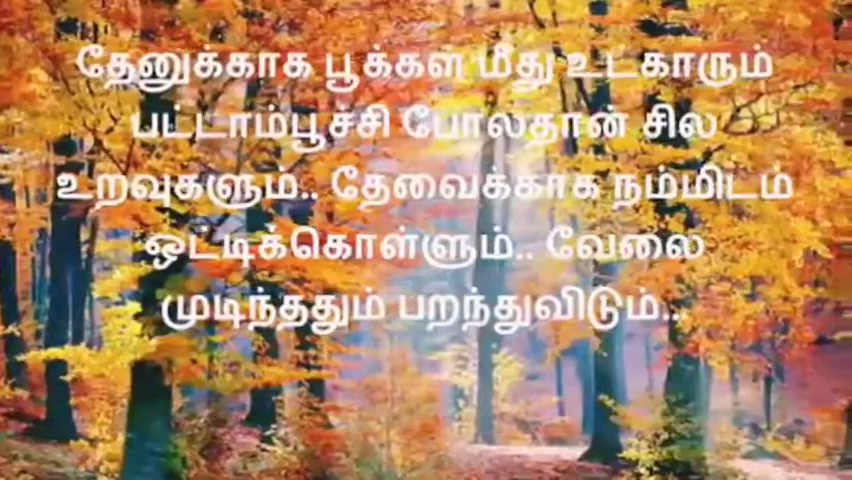 தேனுக்காக பூக்கள் மீது உட்காரும்
பட்டாம்பூச்சி போலதான் சில
உறவுகளும்.. தேவைக்காக நம்மிடம்
ஒட்டிக்கொள்ளும்.. வேலை
முடிந்ததும் பறந்துவிடும்...